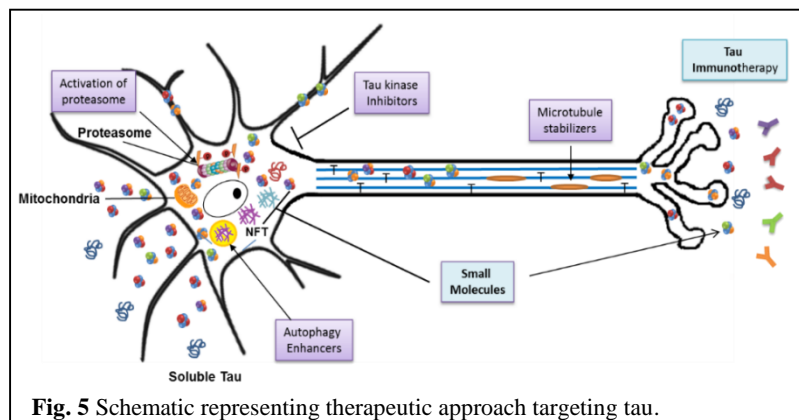 Activation of
proteasome
Proteasome
Mitochondria
NFT
Autophagy
Enhancers
Soluble Tau
Tau kinase
Inhibitors
Microtubule
stabilizers
T
T
T
T
T
Small
Molecules
Tau
Immunotherapy
Fig. 5 Schematic representing therapeutic approach targeting tau.